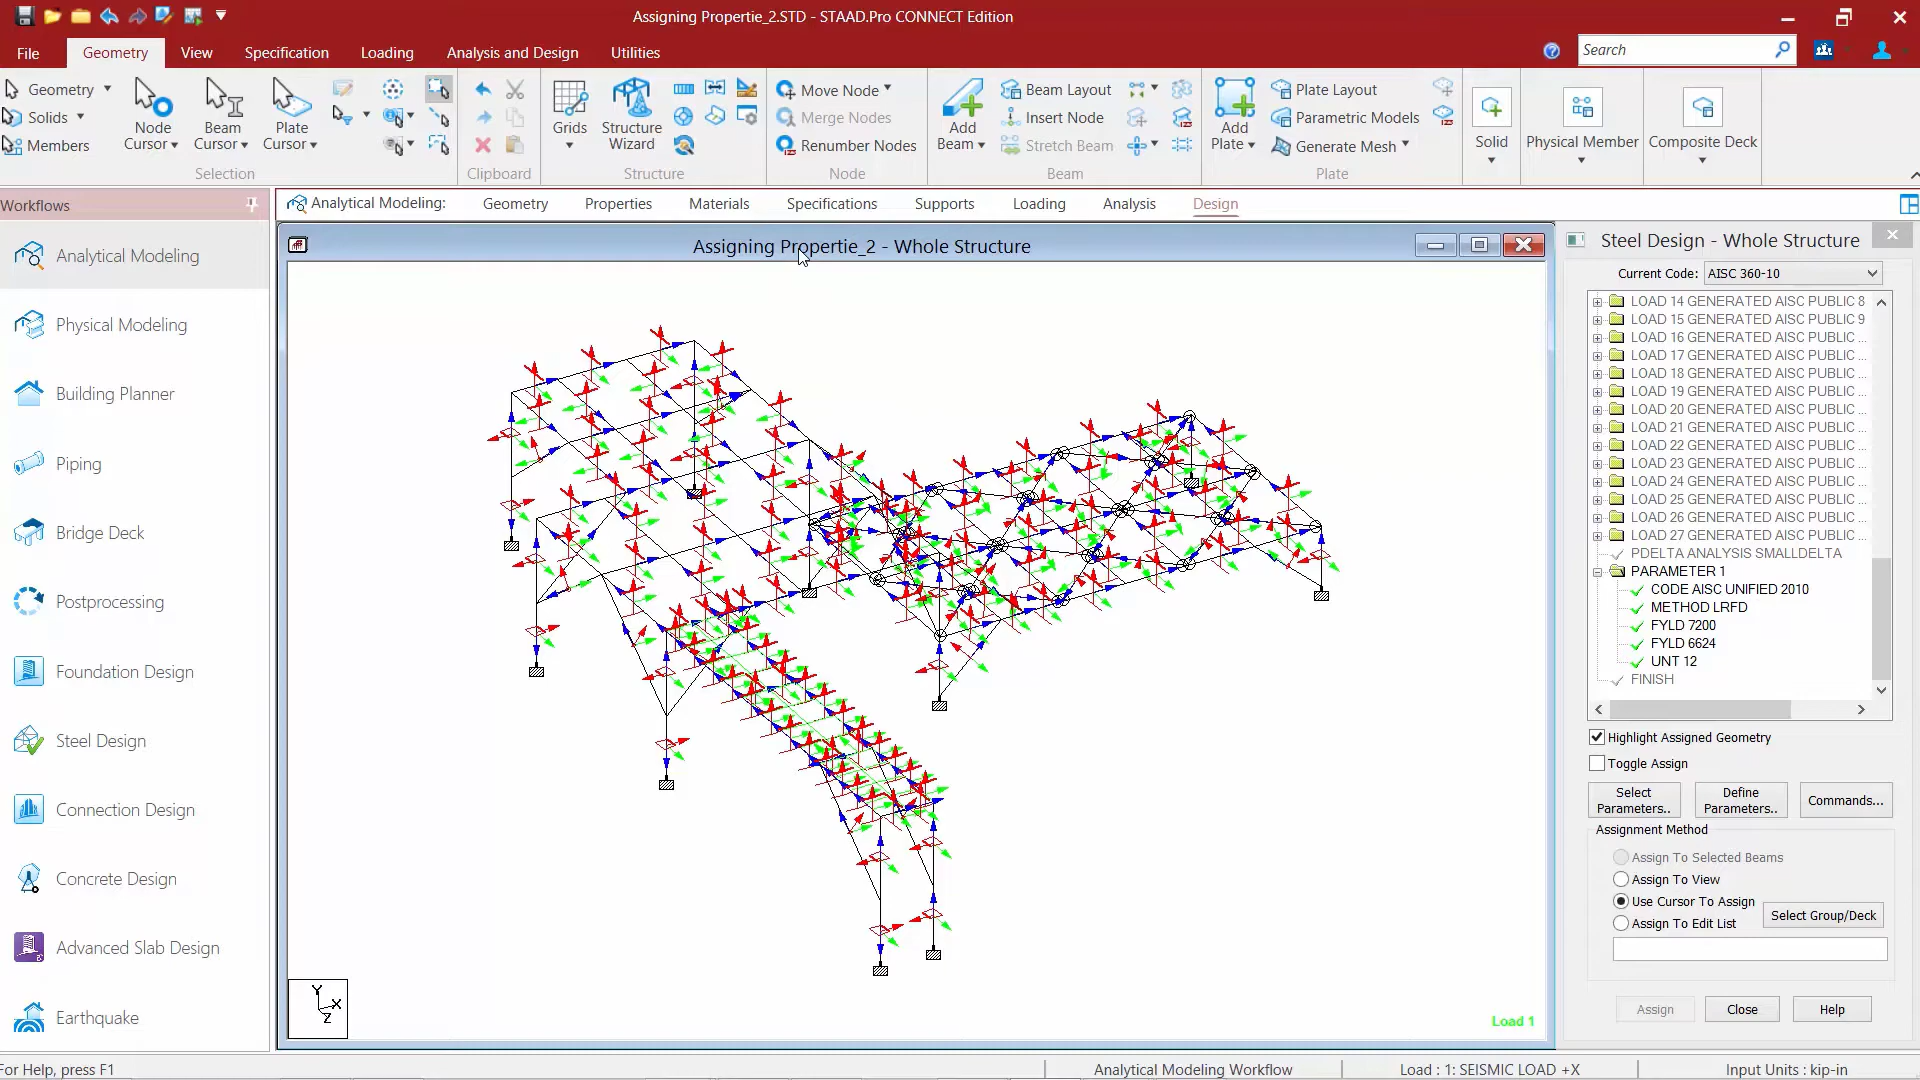 Assigning Propertie_2.STD - STAAD.Pro CONNECT Edition
File
Geometry
View
Specification
Loading
Analysis and Design
Utilities
Search
Geometry
Solids
Members
Node
Cursor
Beam
Cursor
Plate
Cursor
Selection
Clipboard
Grids
Structure
Wizard
Structure
Move Node
Merge Nodes
Renumber Nodes
Node
Add
Beam
Beam Layout
Insert Node
Stretch Beam
Beam
Add
Plate
Plate Layout
Parametric Models
Generate Mesh
Plate
Solid
Physical Member
Composite Deck
Workflows
Analytical Modeling
Physical Modeling
Building Planner
Piping
Bridge Deck
Postprocessing
Foundation Design
Steel Design
Connection Design
Concrete Design
Advanced Slab Design
Earthquake
Analytical Modeling:
Geometry
Properties
Materials
Specifications
Supports
Loading
Analysis
Design
Assigning Propertie_2 - Whole Structure
Y
X
Z
Load 1
Steel Design - Whole Structure
Current Code: AISC 360-10
LOAD 14 GENERATED AISC PUBLIC 8
LOAD 15 GENERATED AISC PUBLIC 9
LOAD 16 GENERATED AISC PUBLIC ...
LOAD 17 GENERATED AISC PUBLIC ...
LOAD 18 GENERATED AISC PUBLIC ...
LOAD 19 GENERATED AISC PUBLIC ...
LOAD 20 GENERATED AISC PUBLIC ...
LOAD 21 GENERATED AISC PUBLIC ...
LOAD 22 GENERATED AISC PUBLIC ...
LOAD 23 GENERATED AISC PUBLIC ...
LOAD 24 GENERATED AISC PUBLIC ...
LOAD 25 GENERATED AISC PUBLIC ...
LOAD 26 GENERATED AISC PUBLIC ...
LOAD 27 GENERATED AISC PUBLIC ...
PDELTA ANALYSIS SMALLDELTA
PARAMETER 1
CODE AISC UNIFIED 2010
METHOD LRFD
FYLD 7200
FYLD 6624
UNT 12
FINISH
Highlight Assigned Geometry
Toggle Assign
Select
Parameters..
Define
Parameters..
Commands...
Assignment Method
Assign To Selected Beams
Assign To View
Use Cursor To Assign
Assign To Edit List
Select Group/Deck
Assign
Close
Help
For Help, press F1
Analytical Modeling Workflow
Load : 1: SEISMIC LOAD +X
Input Units : kip-in